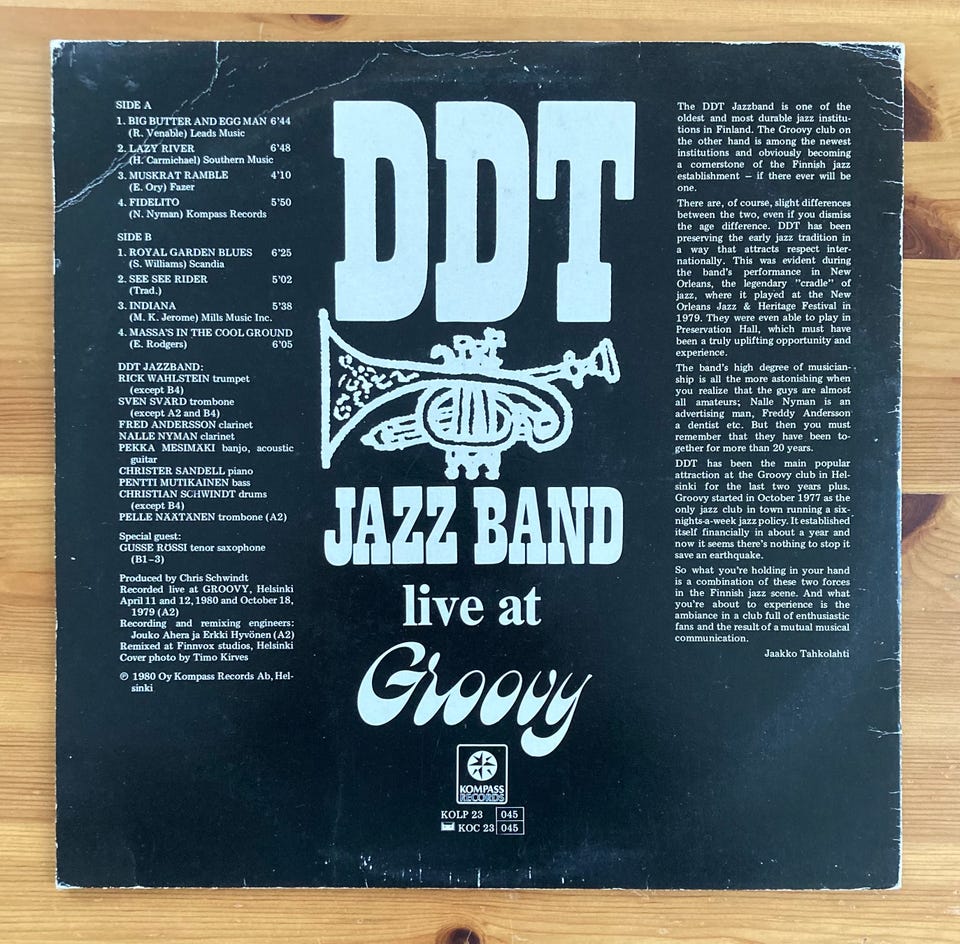 SIDE A
1. BIG BUTTER AND EGG MAN 6'44
(R. Venable) Leads Music
2. LAZY RIVER 6'48
(H. Carmichael) Southern Music
3. MUSKRAT RAMBLE 4'10
(E. Ory) Fazer
4. FIDELITO 5'50
(N. Nyman) Kompass Records
SIDE B
1. ROYAL GARDEN BLUES 6'25
(S. Williams) Scandia
2. SEE SEE RIDER 5'02
(Trad.)
3. INDIANA 5'38
(M. K. Jerome) Mills Music Inc.
4. MASSA'S IN THE COOL GROUND
(E. Rodgers) 6'05
DDT JAZZBAND:
RICK WAHLSTEIN trumpet
(except B4)
SVEN SVÄRD trombone
(except A2 and B4)
FRED ANDERSSON clarinet
NALLE NYMAN clarinet
PEKKA MESIMÄKI banjo, acoustic
guitar
CHRISTER SANDELL piano
PENTTI MUTIKAINEN bass
CHRISTIAN SCHWINDT drums
(except B4)
PELLE NÄÄTÄNEN trombone (A2)
Special guest:
GUSSE RÖSSI tenor saxophone
(B1–3)
Produced by Chris Schwindt
Recorded live at GROOVY, Helsinki
April 11 and 12, 1980 and October 18,
1979 (A2)
Recording and remixing engineers:
Jouko Ahera ja Erkki Hyvönen (A2)
Remixed at Finnvox studios, Helsinki
Cover photo by Timo Kirves
℗ 1980 Oy Kompass Records Ab, Hel-
sinki
DDT
JAZZ BAND
live at
Groovy
KOMPASS
RECORDS
KOLP 23 045
KOC 23 045
The DDT Jazzband is one of the
oldest and most durable jazz institu-
tions in Finland. The Groovy club on
the other hand is among the newest
institutions and obviously becoming
a cornerstone of the Finnish jazz
establishment – if there ever will be
one.
There are, of course, slight differences
between the two, even if you dismiss
the age difference. DDT has been
preserving the early jazz tradition in
a way that attracts respect inter-
nationally. This was evident during
the band's performance in New
Orleans, the legendary "cradle" of
jazz, where it played at the New
Orleans Jazz & Heritage Festival in
1979. They were even able to play in
Preservation Hall, which must have
been a truly uplifting opportunity and
experience.
The band's high degree of musician-
ship is all the more astonishing when
you realize that the guys are almost
all amateurs; Nalle Nyman is an
advertising man, Freddy Andersson
a dentist etc. But then you must
remember that they have been to-
gether for more than 20 years.
DDT has been the main popular
attraction at the Groovy club in Hel-
sinki for the last two years plus.
Groovy started in October 1977 as the
only jazz club in town running a six-
nights-a-week jazz policy. It established
itself financially in about a year and
now it seems there's nothing to stop it
save an earthquake.
So what you're holding in your hand
is a combination of these two forces
in the Finnish jazz scene. And what
you're about to experience is the
ambiance in a club full of enthusiastic
fans and the result of a mutual musical
communication.
Jaakko Tahkolahti